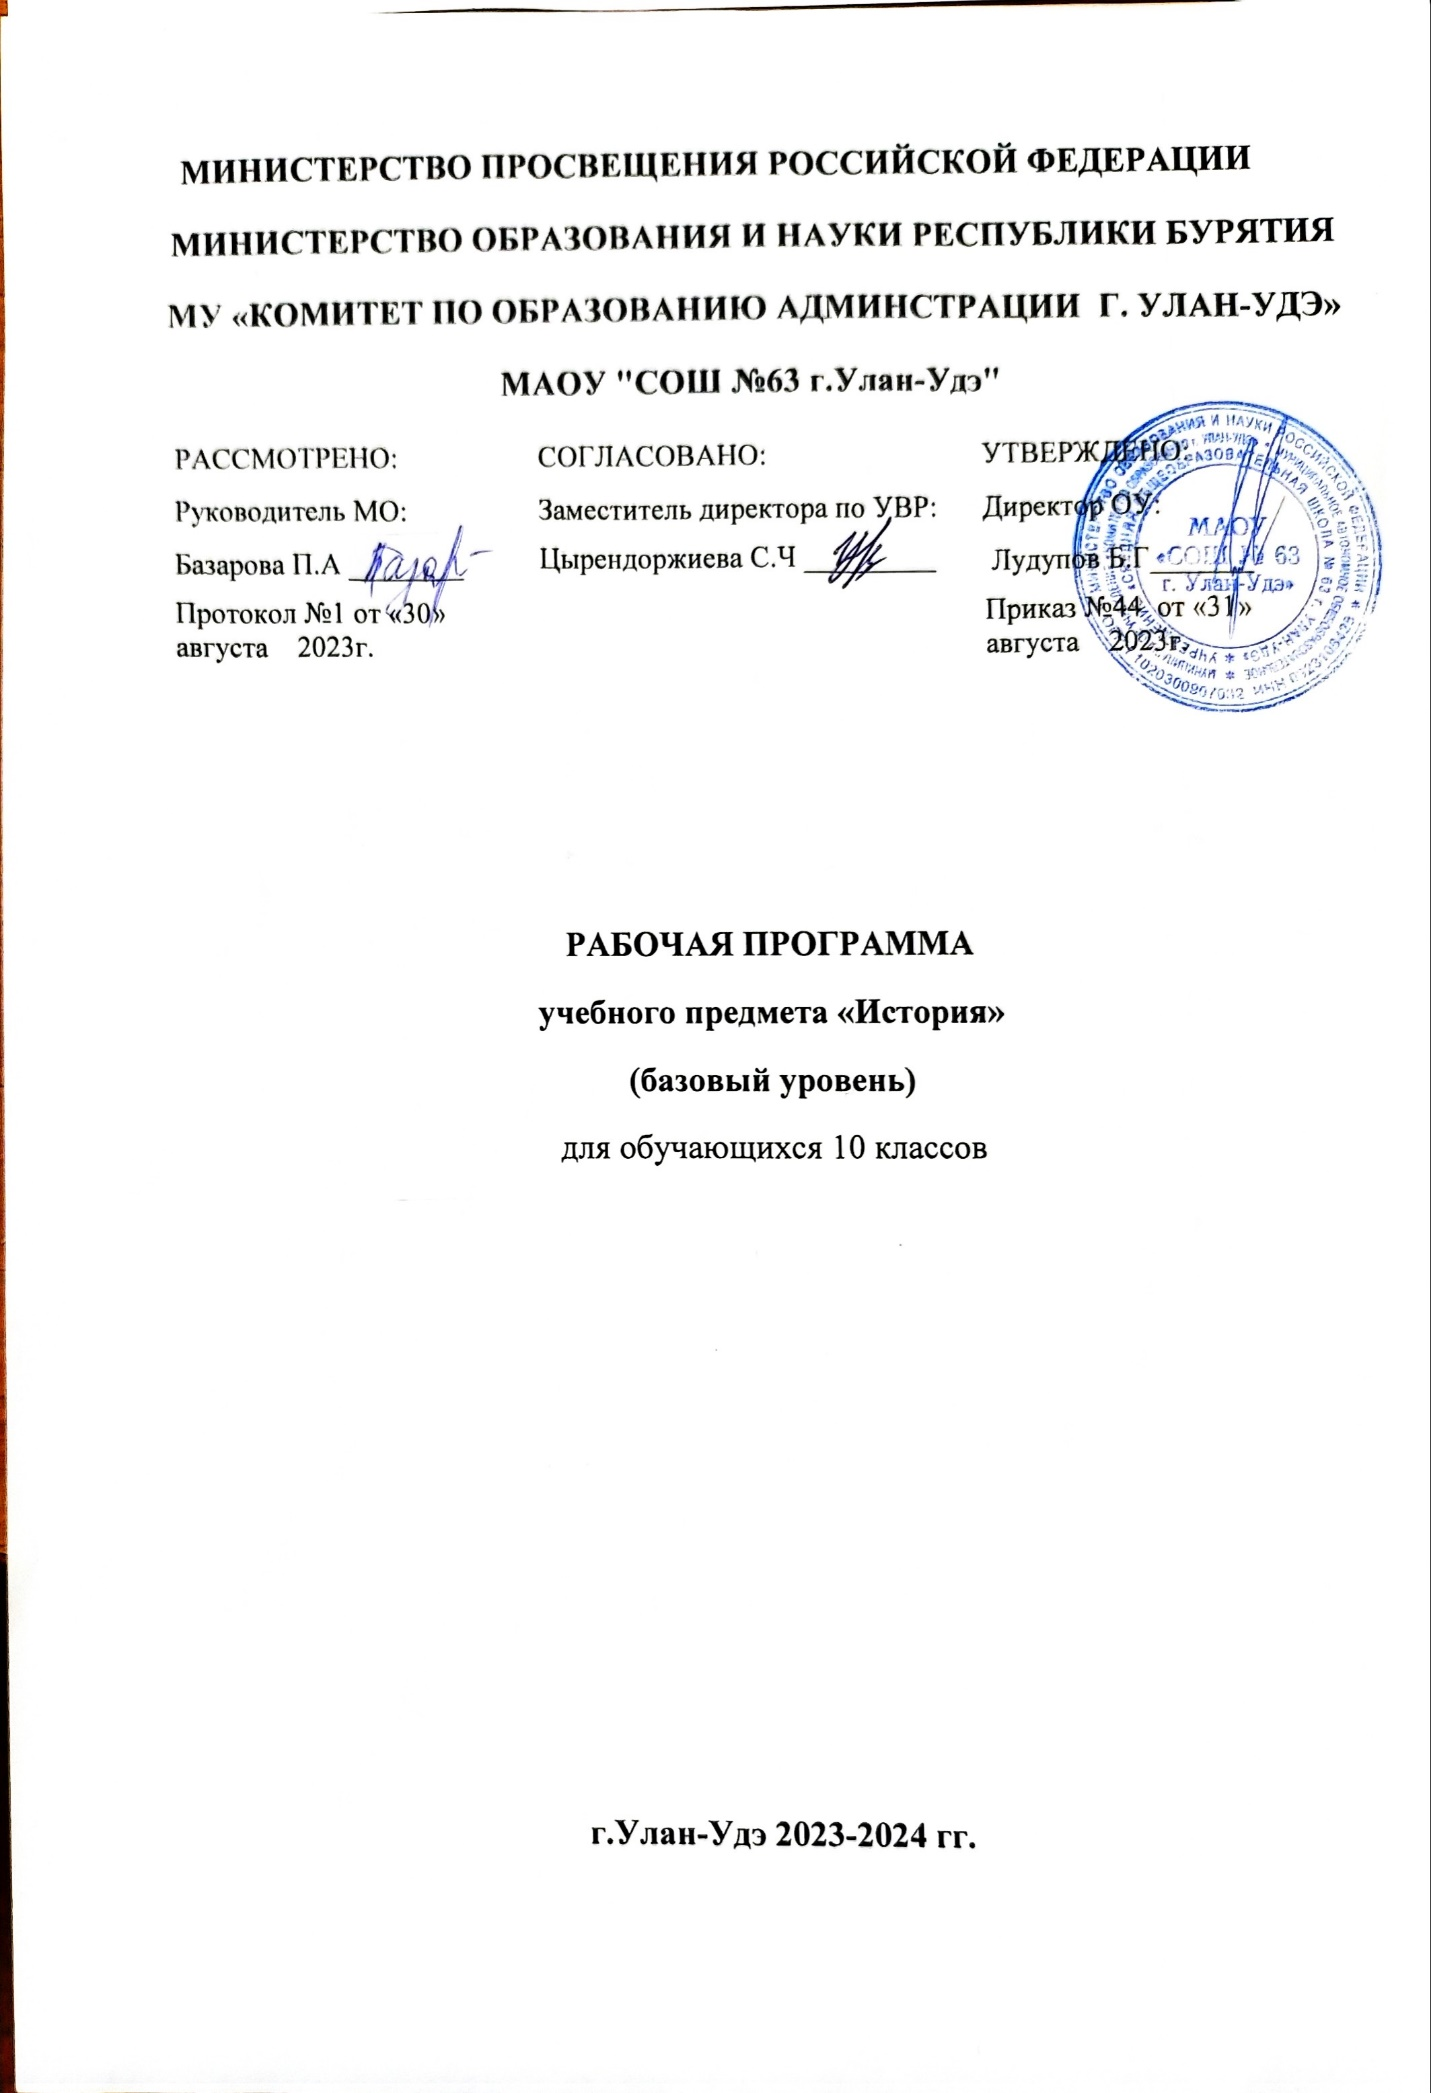 МИНИСТЕРСТВО ПРОСВЕЩЕНИЯ РОССИЙСКОЙ ФЕДЕРАЦИИ
МИНИСТЕРСТВО ОБРАЗОВАНИЯ И НАУКИ РЕСПУБЛИКИ БУРЯТИЯ
МУ «КОМИТЕТ ПО ОБРАЗОВАНИЮ АДМИНСТРАЦИИ Г. УЛАН-УДЭ»
МАОУ "СОШ №63 г.Улан-Удэ"
РАССМОТРЕНО:
Руководитель МО:
Базарова П.А
Протокол №1 от «30»
августа 2023г.
СОГЛАСОВАНО:
Заместитель директора по УВР:
Цырендоржиева С.Ч
УТВЕРЖДЕНО:
Директор ОУ:
Лудупов Б.Г
Приказ №44 от «31»
августа 2023г.
МАОУ
«СОШ № 63
г. Улан-Удэ»
РАБОЧАЯ ПРОГРАММА
учебного предмета «История»
(базовый уровень)
для обучающихся 10 классов
г.Улан-Удэ 2023-2024 гг.